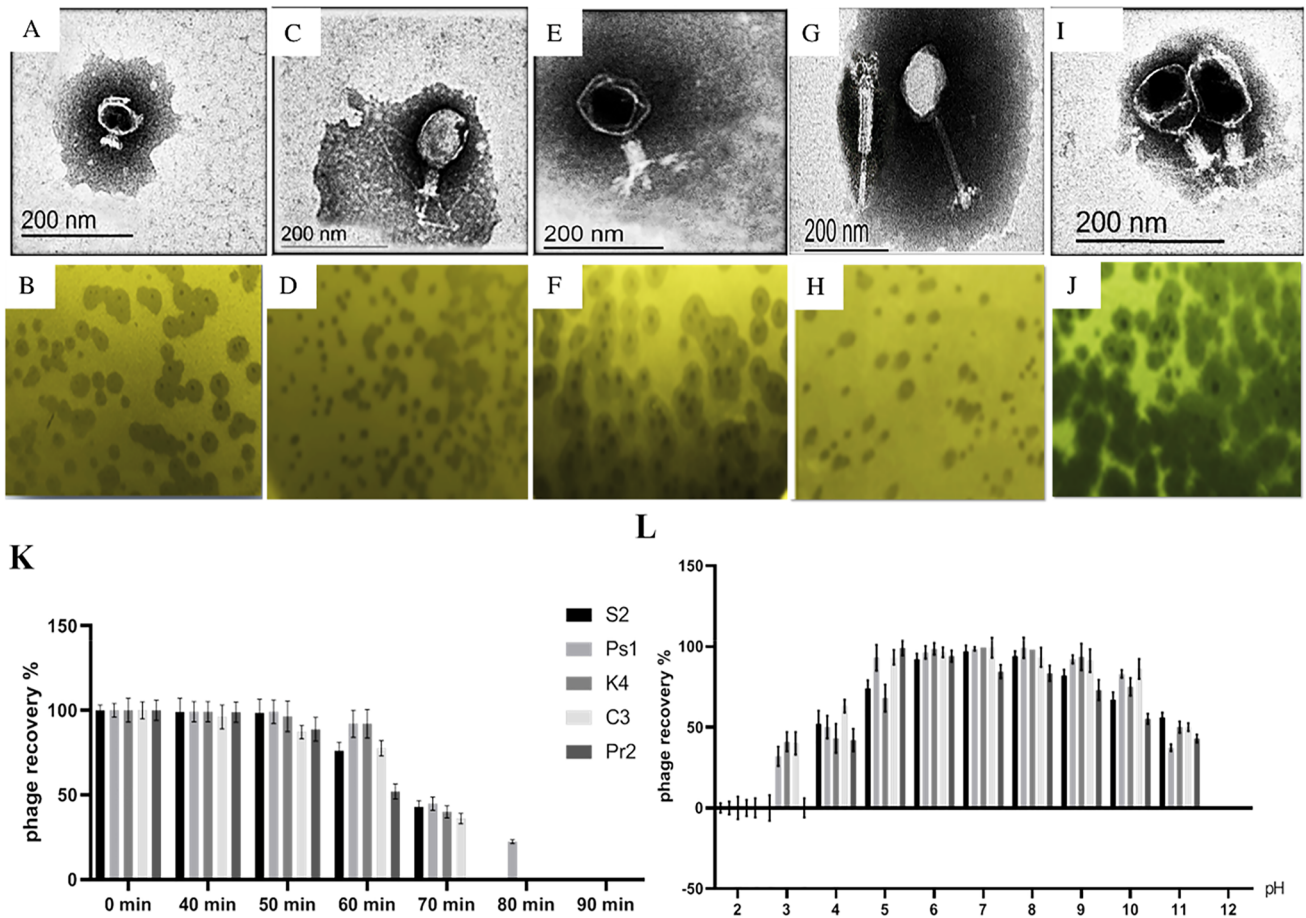 A
C
E
G
I
200 nm
200 nm
200 nm
200 nm
200 nm
B
D
F
H
J
L
K
S2
Ps1
K4
C3
Pr2
phage recovery %
150
100
50
0
0 min
40 min
50 min
60 min
70 min
80 min
90 min
phage recovery %
150
100
50
0
-50
2
3
4
5
6
7
8
9
10
11
12
pH